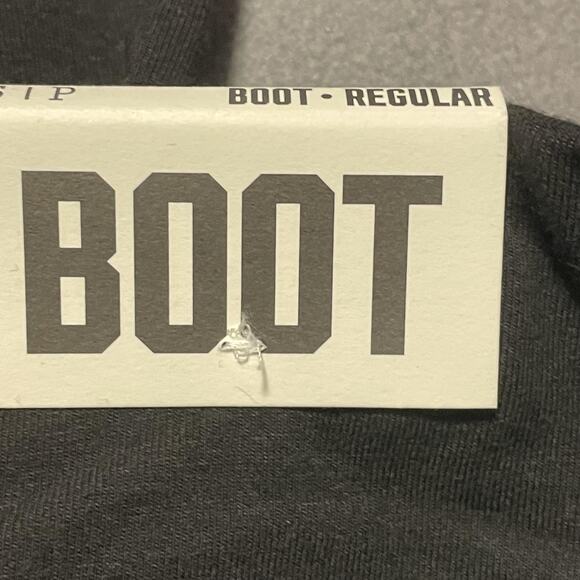 S | P BOOT • REGULAR
BOOT